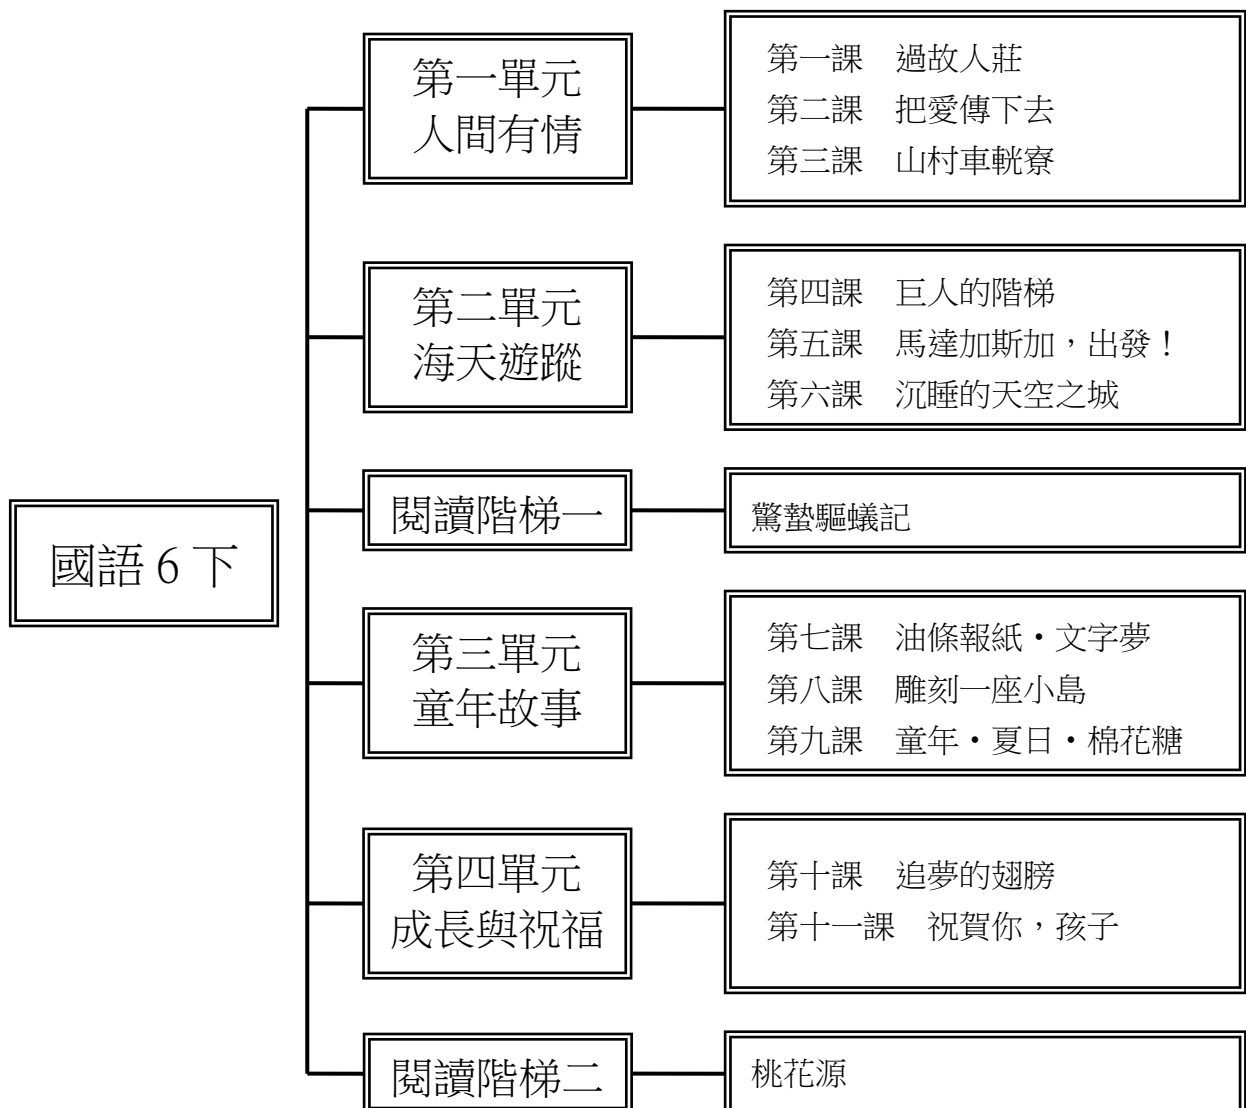 國語 6 下
第一單元
人間有情
第一課　過故人莊
第二課　把愛傳下去
第三課　山村車輄寮
第二單元
海天遊蹤
第四課　巨人的階梯
第五課　馬達加斯加，出發！
第六課　沉睡的天空之城
閱讀階梯一
驚蟄驅蟻記
第三單元
童年故事
第七課　油條報紙・文字夢
第八課　雕刻一座小島
第九課　童年・夏日・棉花糖
第四單元
成長與祝福
第十課　追夢的翅膀
第十一課　祝賀你，孩子
閱讀階梯二
桃花源